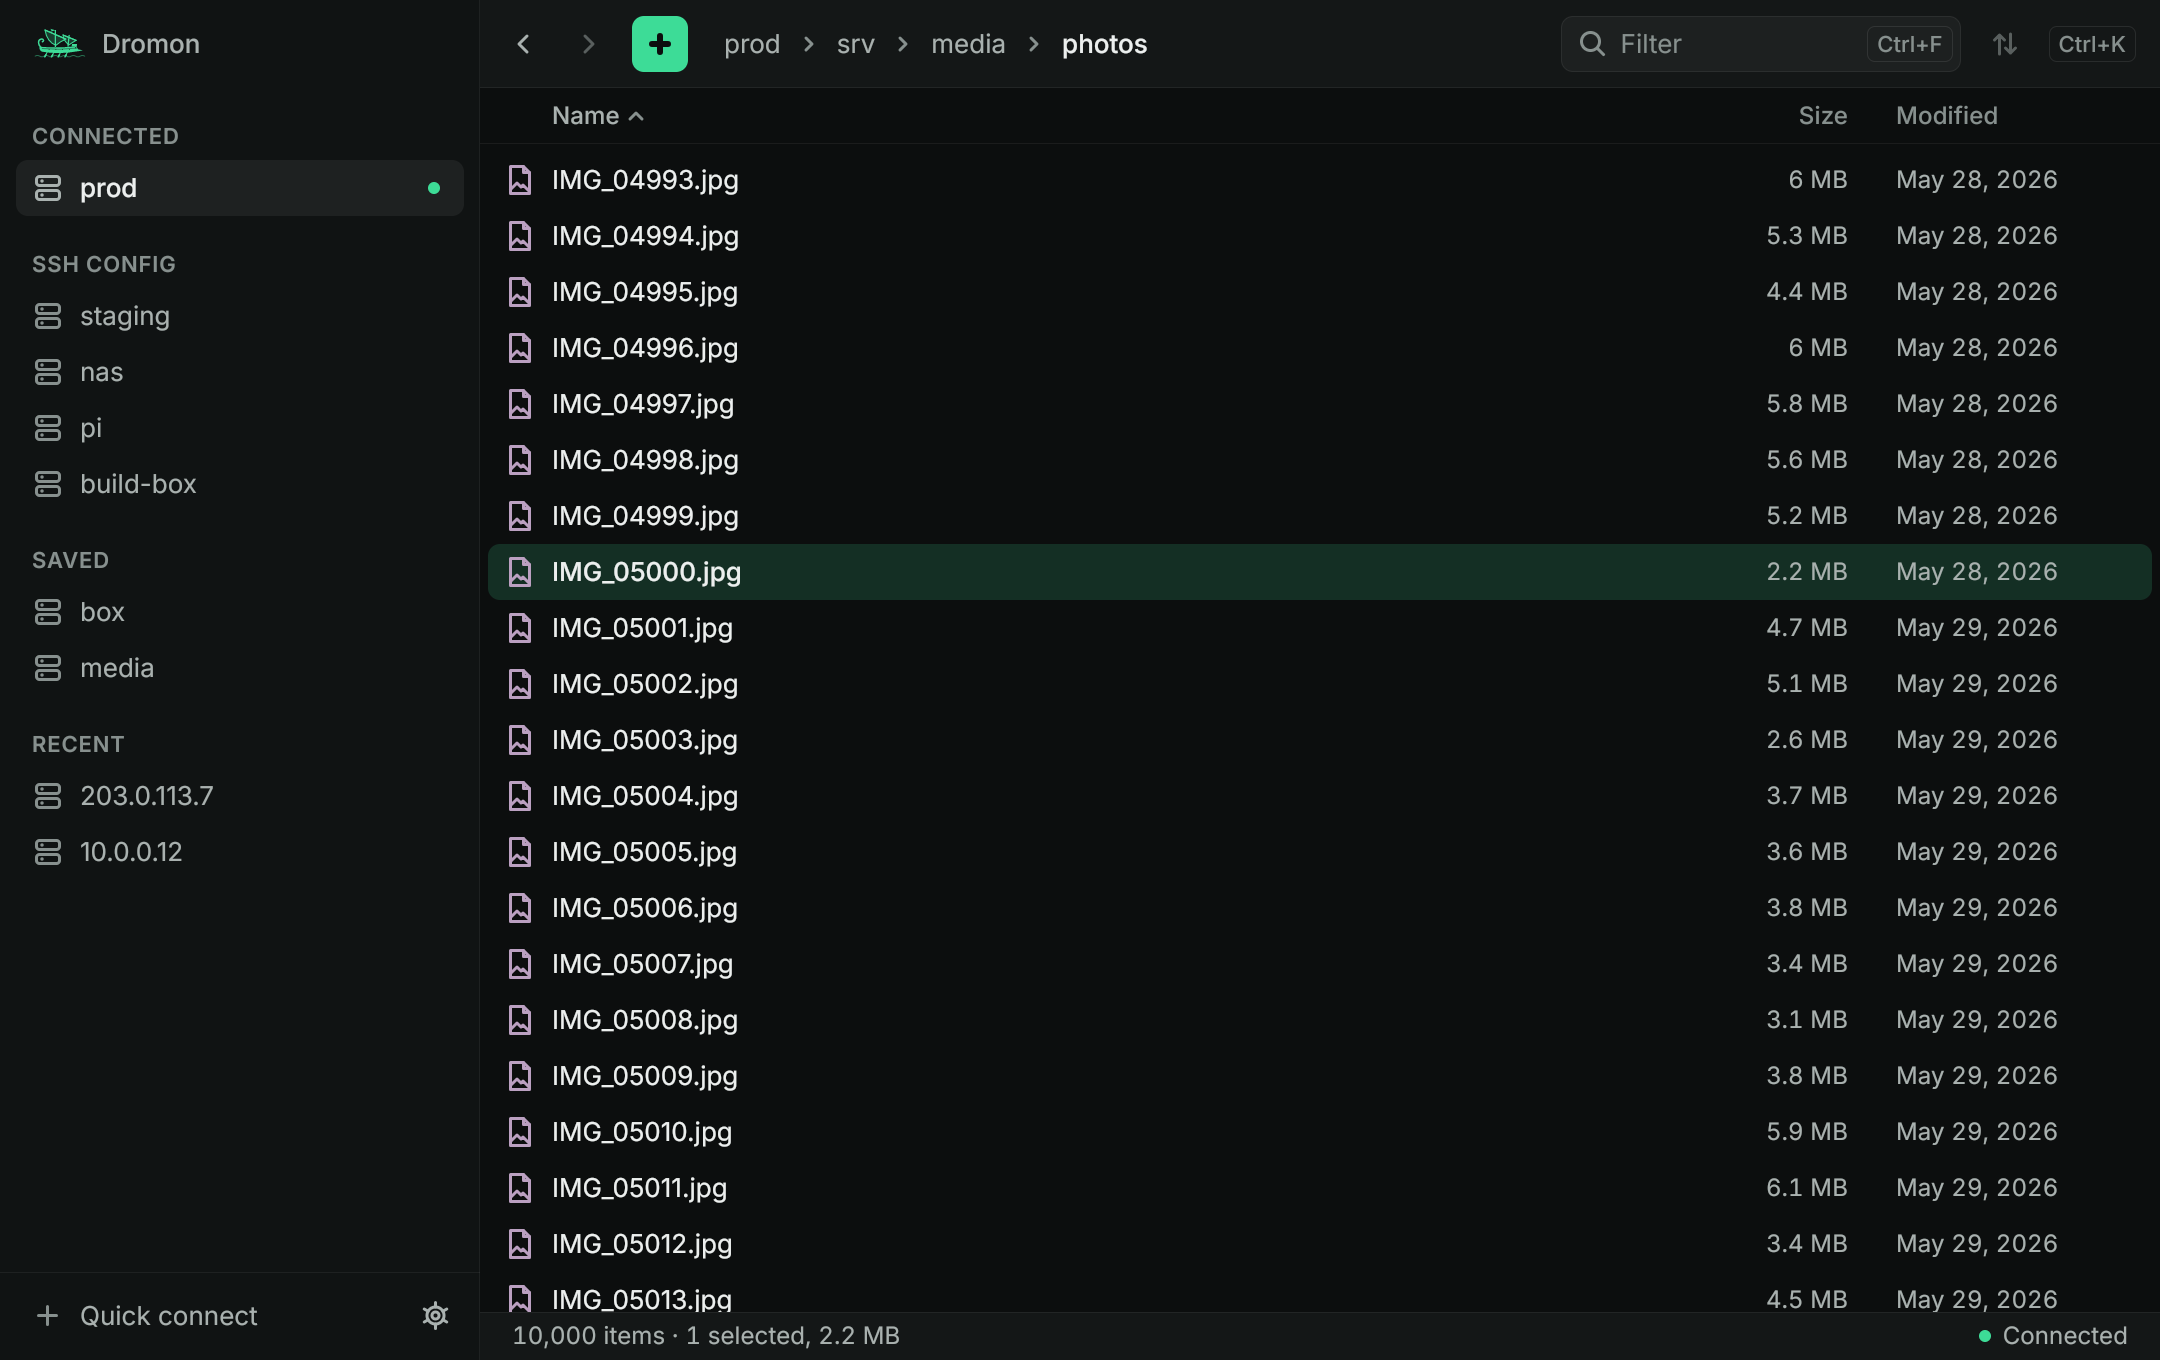 Dromon
CONNECTED
prod
SSH CONFIG
staging
nas
pi
build-box
SAVED
box
media
RECENT
203.0.113.7
10.0.0.12
Quick connect
prod > srv > media > photos
Filter Ctrl+F
Ctrl+K
Name Size Modified
IMG_04993.jpg 6 MB May 28, 2026
IMG_04994.jpg 5.3 MB May 28, 2026
IMG_04995.jpg 4.4 MB May 28, 2026
IMG_04996.jpg 6 MB May 28, 2026
IMG_04997.jpg 5.8 MB May 28, 2026
IMG_04998.jpg 5.6 MB May 28, 2026
IMG_04999.jpg 5.2 MB May 28, 2026
IMG_05000.jpg 2.2 MB May 28, 2026
IMG_05001.jpg 4.7 MB May 29, 2026
IMG_05002.jpg 5.1 MB May 29, 2026
IMG_05003.jpg 2.6 MB May 29, 2026
IMG_05004.jpg 3.7 MB May 29, 2026
IMG_05005.jpg 3.6 MB May 29, 2026
IMG_05006.jpg 3.8 MB May 29, 2026
IMG_05007.jpg 3.4 MB May 29, 2026
IMG_05008.jpg 3.1 MB May 29, 2026
IMG_05009.jpg 3.8 MB May 29, 2026
IMG_05010.jpg 5.9 MB May 29, 2026
IMG_05011.jpg 6.1 MB May 29, 2026
IMG_05012.jpg 3.4 MB May 29, 2026
IMG_05013.jpg 4.5 MB May 29, 2026
10,000 items · 1 selected, 2.2 MB
Connected